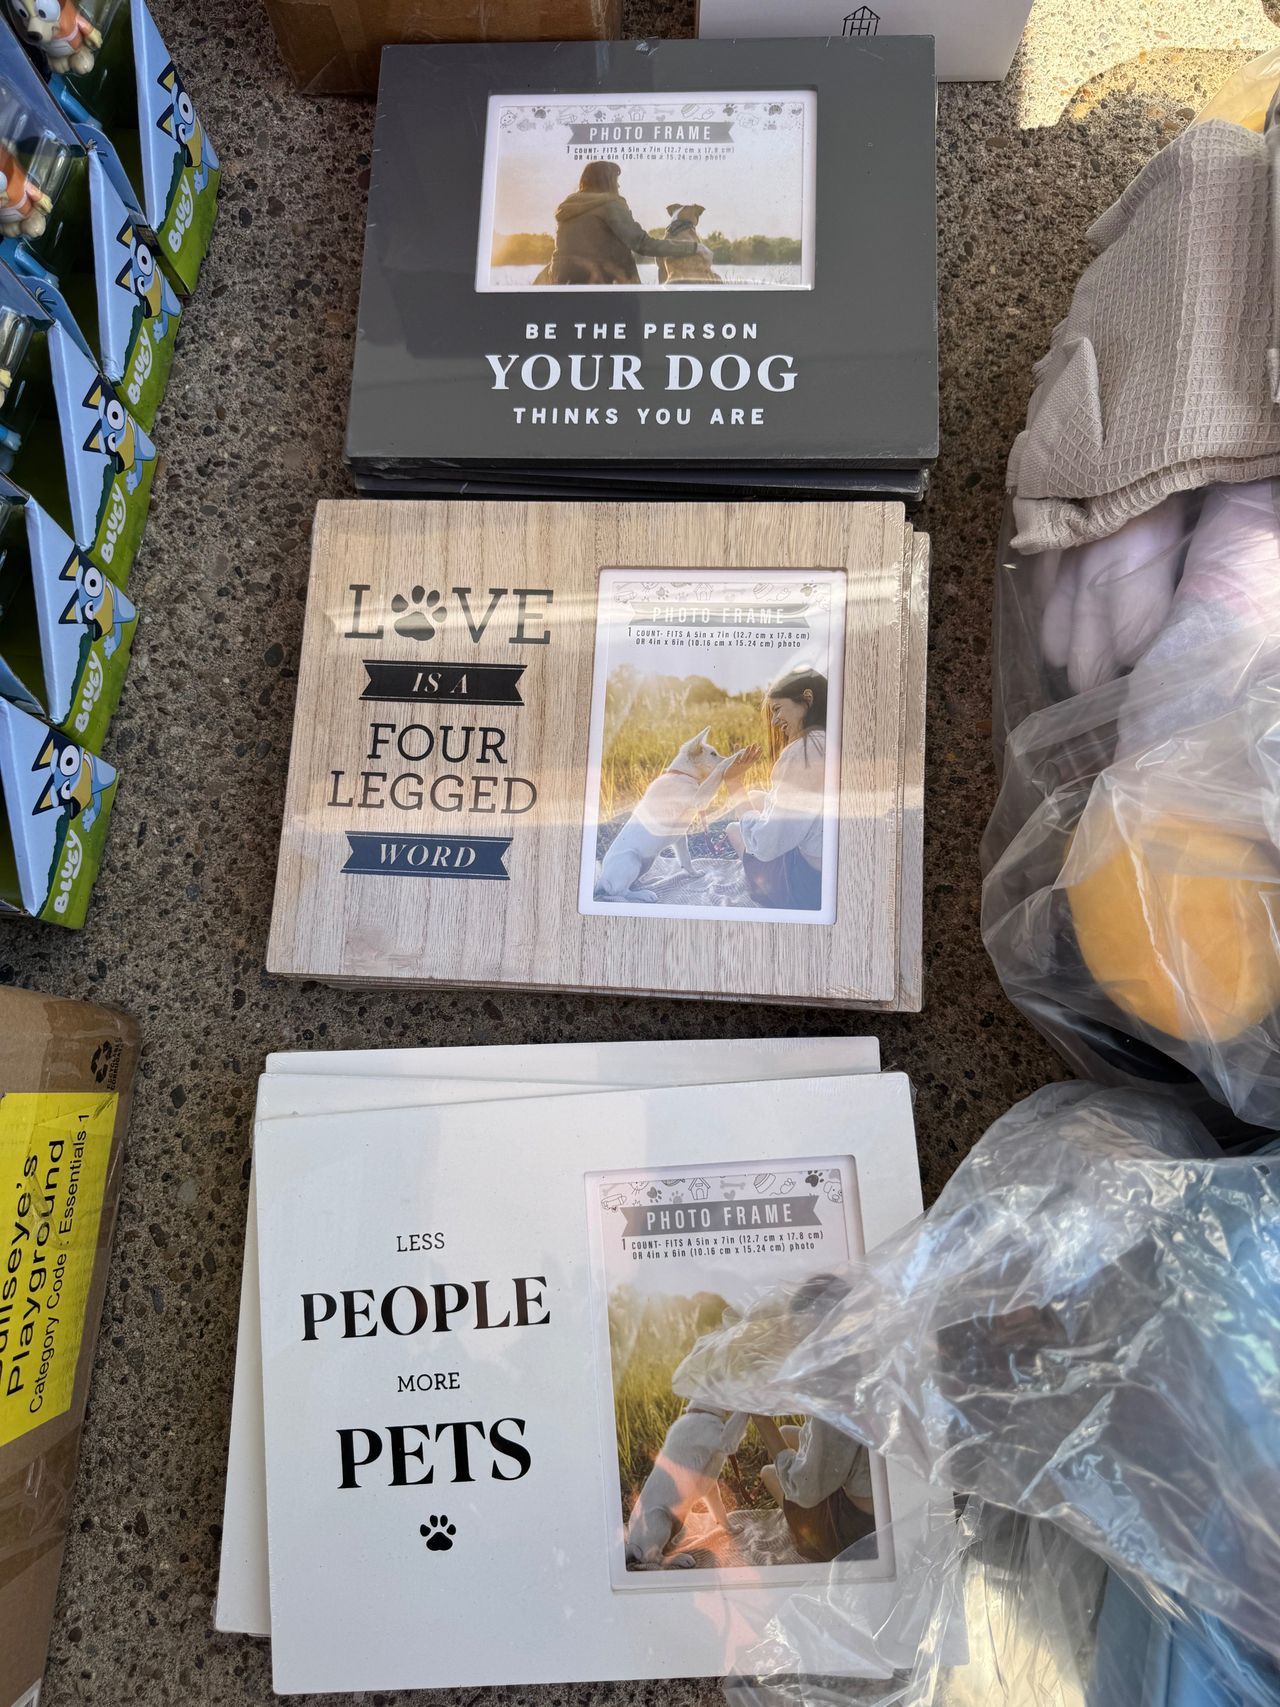 PHOTO FRAME
1 COUNT- FITS A 5in x 7in (12.7 cm x 17.8 cm)
OR 4in x 6in (10.16 cm x 15.24 cm) photo
BE THE PERSON
YOUR DOG
THINKS YOU ARE
LOVE
IS A
FOUR
LEGGED
WORD
PHOTO FRAME
1 COUNT- FITS A 5in x 7in (12.7 cm x 17.8 cm)
OR 4in x 6in (10.16 cm x 15.24 cm) photo
LESS
PEOPLE
MORE
PETS
PHOTO FRAME
1 COUNT- FITS A 5in x 7in (12.7 cm x 17.8 cm)
OR 4in x 6in (10.16 cm x 15.24 cm) photo
BLUEY
BLUEY
BLUEY
BLUEY
BLUEY
Playground
Category Code : Essentials 1